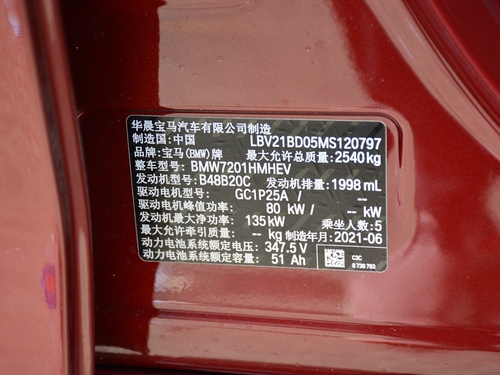 华晨宝马汽车有限公司制造
制造国:中国 LBV21BD05MS120797
品牌:宝马(BMW)牌 最大允许总质量:2540kg
整车型号:BMW7201HMHEV
发动机型号:B48B20C 发动机排量:1998 mL
驱动电机型号: GC1P25A / --
驱动电机峰值功率: 80 kW / -- kW
发动机最大净功率: 135kW 乘坐人数:5
最大允许牵引质量: -- kg 制造年月:2021-06
动力电池系统额定电压: 347.5 V
动力电池系统额定容量: 51 Ah
C3C
6 738 783